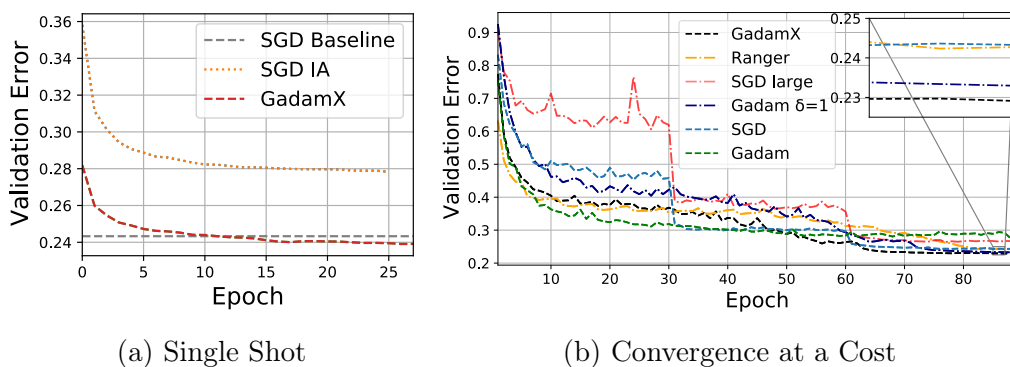 0.36
0.34
0.32
0.30
0.28
0.26
0.24
0
5
10
15
20
25
Validation Error
Epoch
SGD Baseline
SGD IA
GadamX
(a) Single Shot
0.9
0.8
0.7
0.6
0.5
0.4
0.3
0.2
10
20
30
40
50
60
70
80
Validation Error
Epoch
GadamX
Ranger
SGD large
Gadam δ=1
SGD
Gadam
0.25
0.24
0.23
(b) Convergence at a Cost